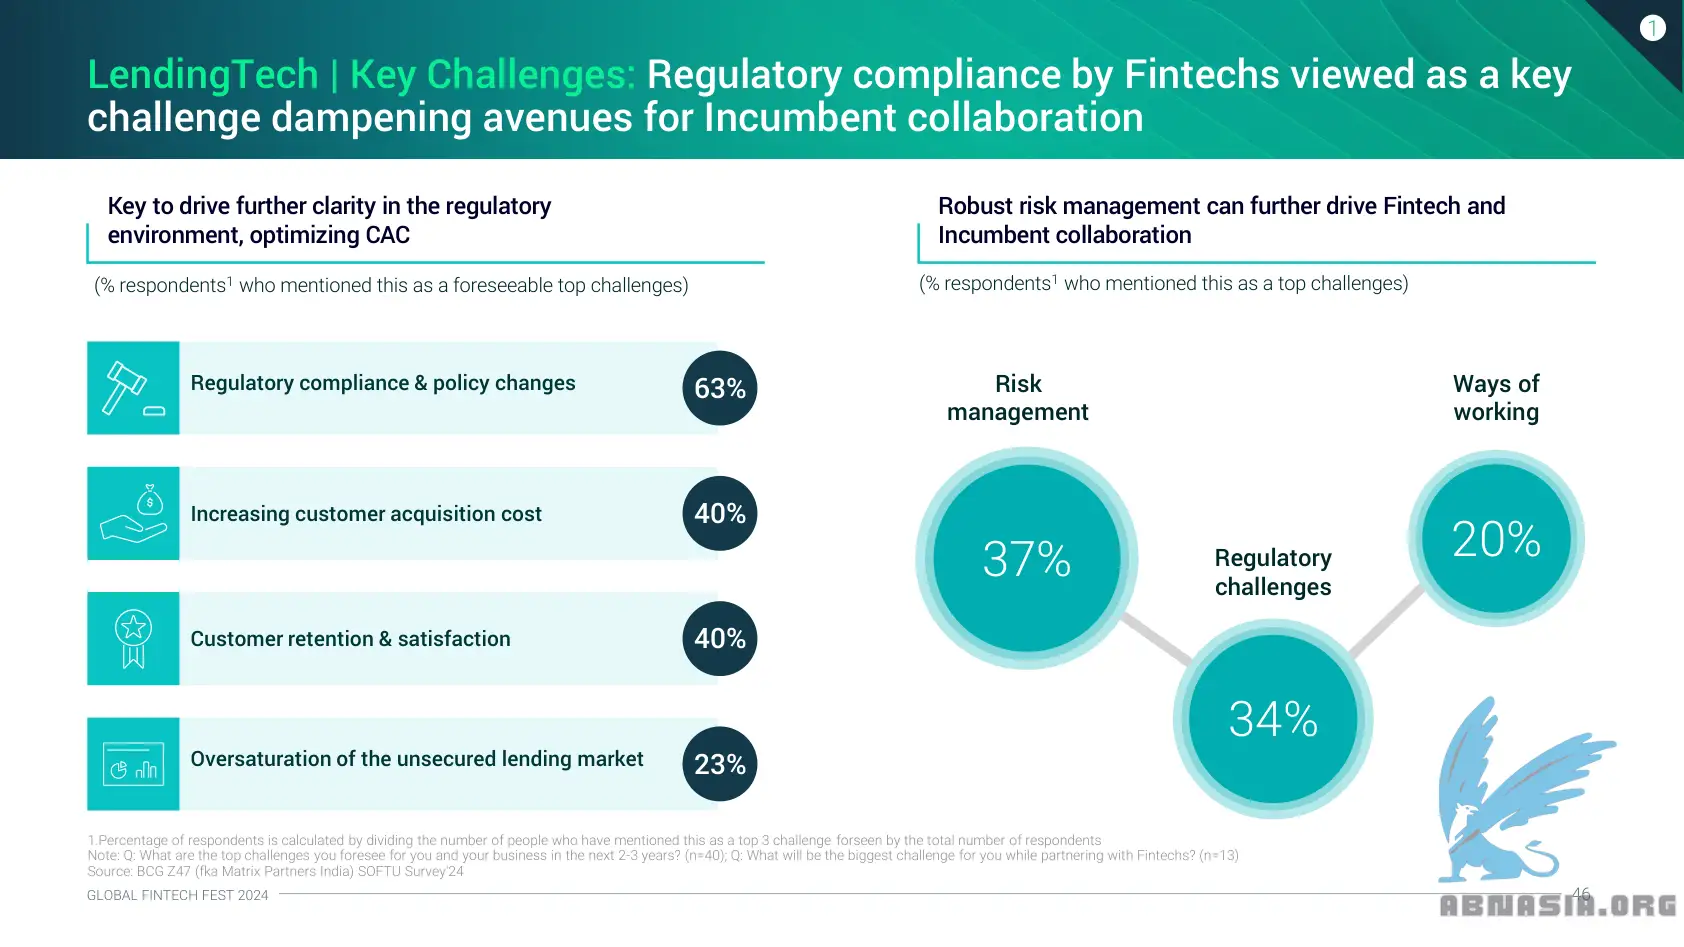 1
LendingTech | Key Challenges: Regulatory compliance by Fintechs viewed as a key
challenge dampening avenues for Incumbent collaboration
Key to drive further clarity in the regulatory
environment, optimizing CAC
(% respondents¹ who mentioned this as a foreseeable top challenges)
Regulatory compliance & policy changes
63%
Increasing customer acquisition cost
40%
Customer retention & satisfaction
40%
Oversaturation of the unsecured lending market
23%
Robust risk management can further drive Fintech and
Incumbent collaboration
(% respondents¹ who mentioned this as a top challenges)
Risk
management
37%
Regulatory
challenges
34%
Ways of
working
20%
1.Percentage of respondents is calculated by dividing the number of people who have mentioned this as a top 3 challenge forseen by the total number of respondents
Note: Q: What are the top challenges you foresee for you and your business in the next 2-3 years? (n=40); Q: What will be the biggest challenge for you while partnering with Fintechs? (n=13)
Source: BCG Z47 (fka Matrix Partners India) SOFTU Survey'24
GLOBAL FINTECH FEST 2024
46
ABNASIA.ORG